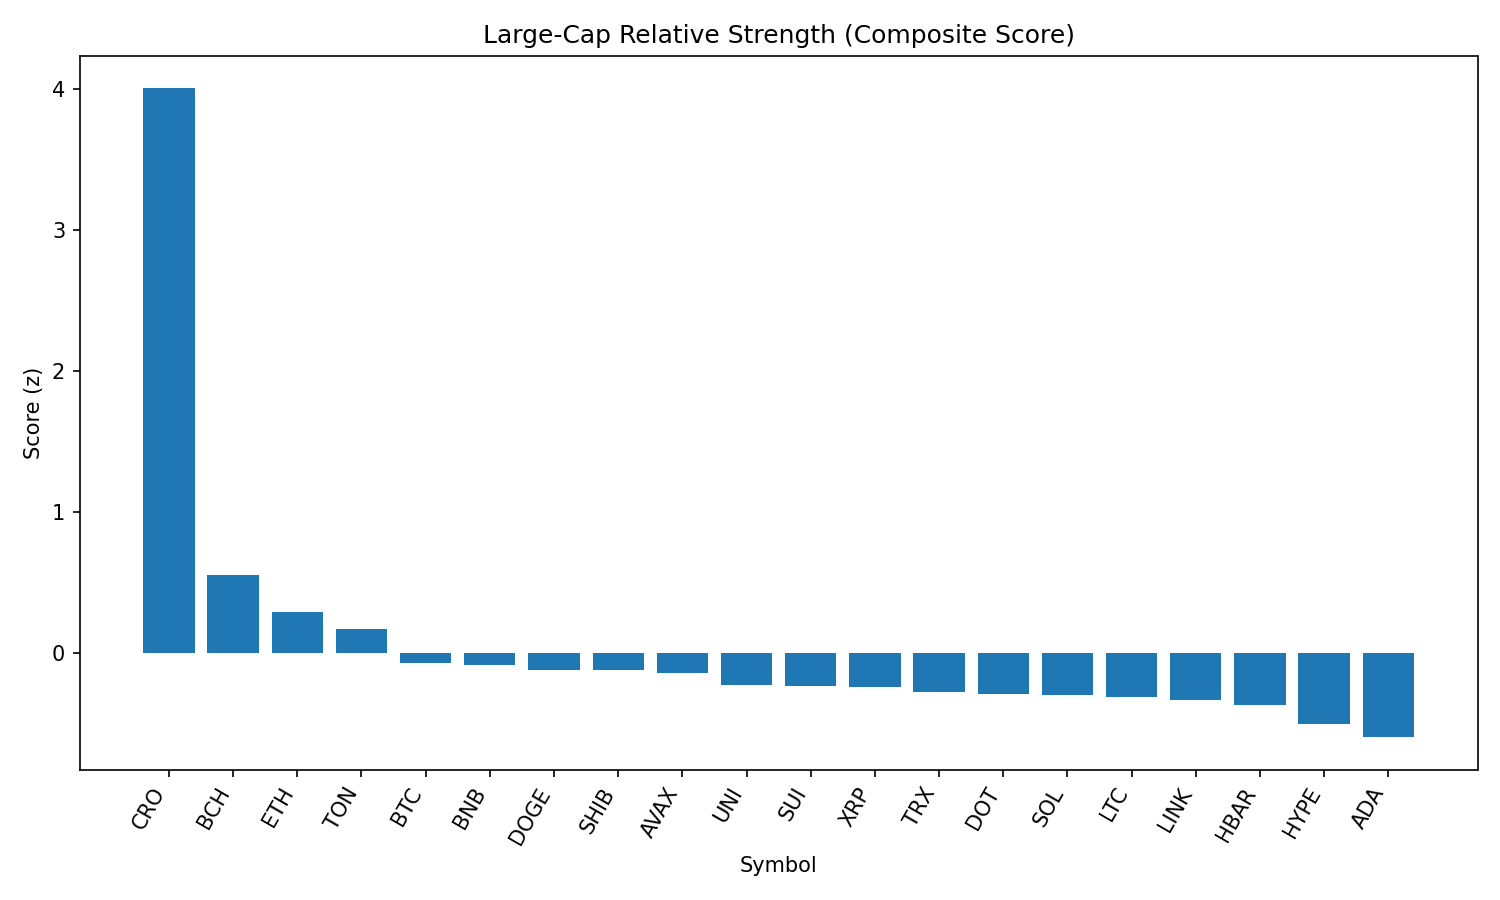 Large-Cap Relative Strength (Composite Score)
4
3
2
1
0
Score (z)
CRO
BCH
ETH
TON
BTC
BNB
DOGE
SHIB
AVAX
UNI
SUI
XRP
TRX
DOT
SOL
LTC
LINK
HBAR
HYPE
ADA
Symbol